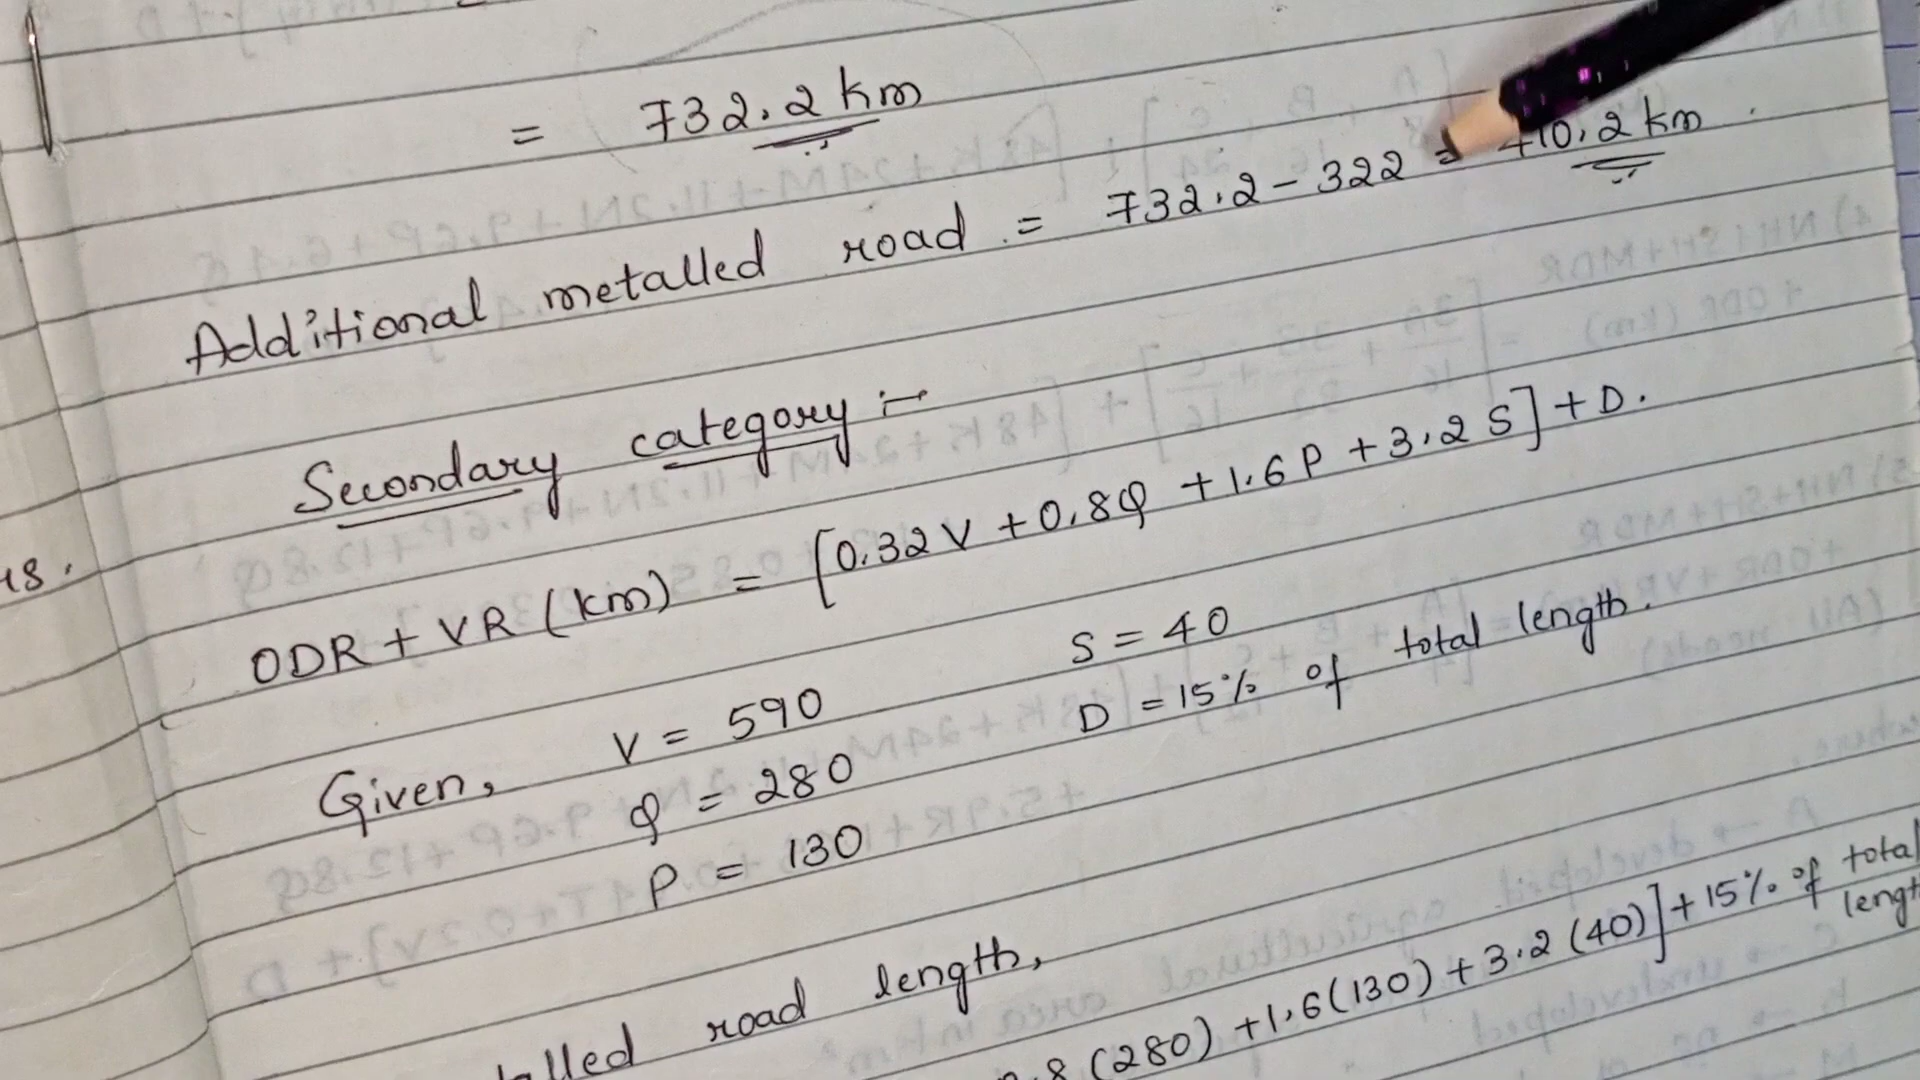 = 732.2 km
Additional metalled road = 732.2 - 322 = 410.2 km
Secondary category :-
ODR + VR (km) = [0.32 V + 0.8Q + 1.6 P + 3.2 S] + D.
18.
Given, V = 590 S = 40
Q = 280 D = 15% of total length.
P = 130
road length,
8 (280) + 1.6 (130) + 3.2 (40)] + 15% of total
length